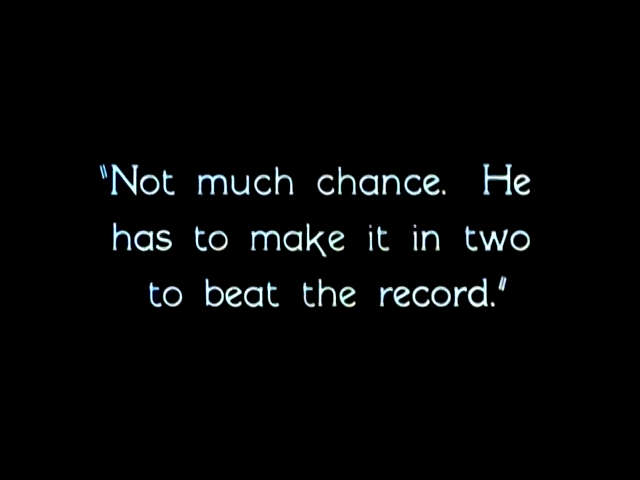 "Not much chance. He
has to make it in two
to beat the record."